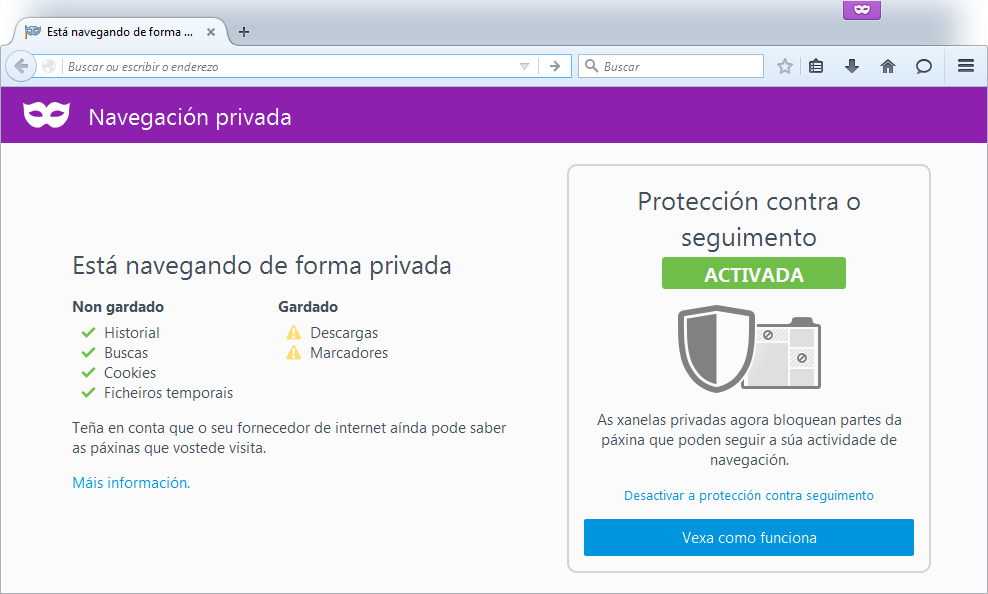 Está navegando de forma ...
Buscar ou escribir o enderezo
Buscar
Navegación privada
Está navegando de forma privada
Non gardado
Historial
Buscas
Cookies
Ficheiros temporais
Gardado
Descargas
Marcadores
Teña en conta que o seu fornecedor de internet aínda pode saber
as páxinas que vostede visita.
Máis información.
Protección contra o
seguimento
ACTIVADA
As xanelas privadas agora bloquean partes da
páxina que poden seguir a súa actividade de
navegación.
Desactivar a protección contra seguimento
Vexa como funciona